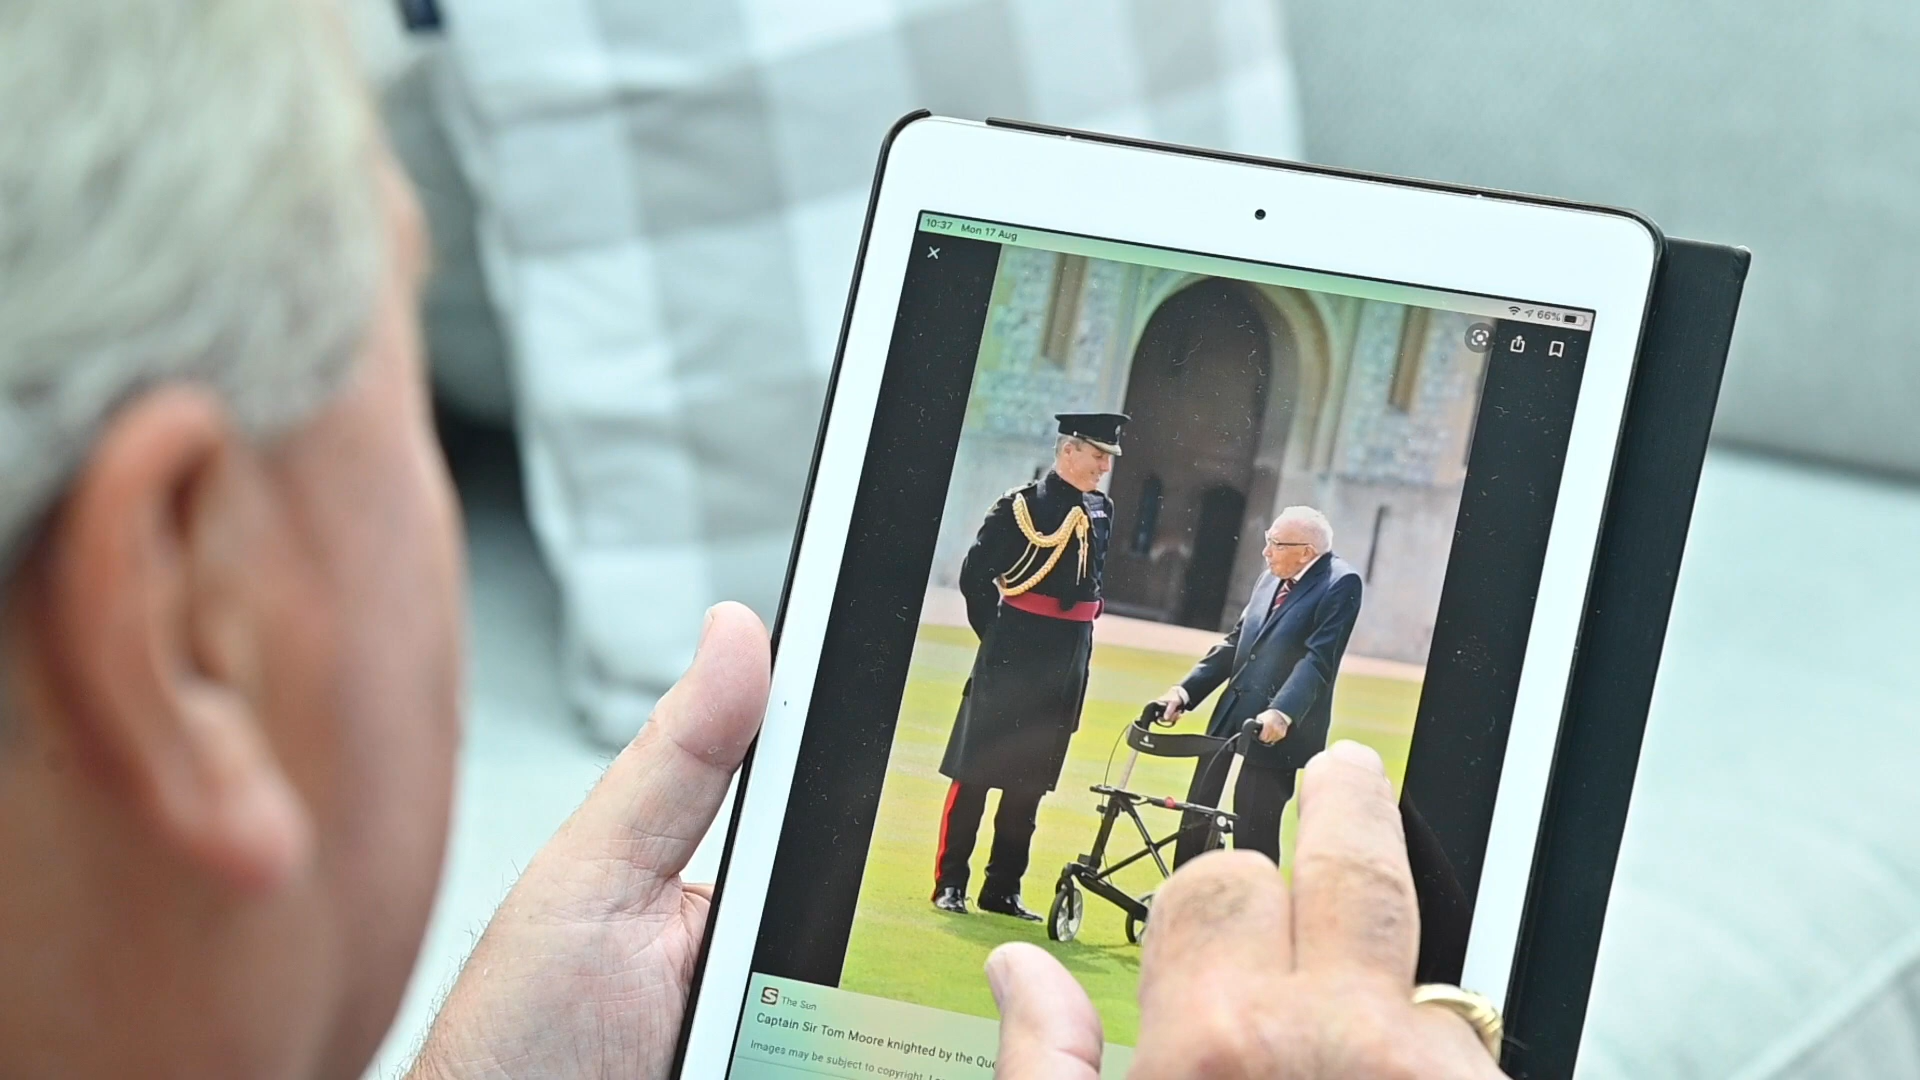 10:37 Mon 17 Aug
66%
The Sun
Captain Sir Tom Moore knighted by the
Images may be subject to copyright.